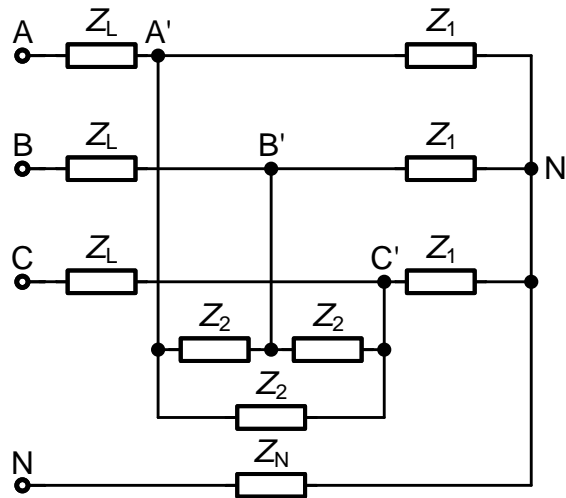 A Z_L A' Z_1
B Z_L B' Z_1 N
C Z_L C' Z_1
Z_2 Z_2
Z_2
N Z_N